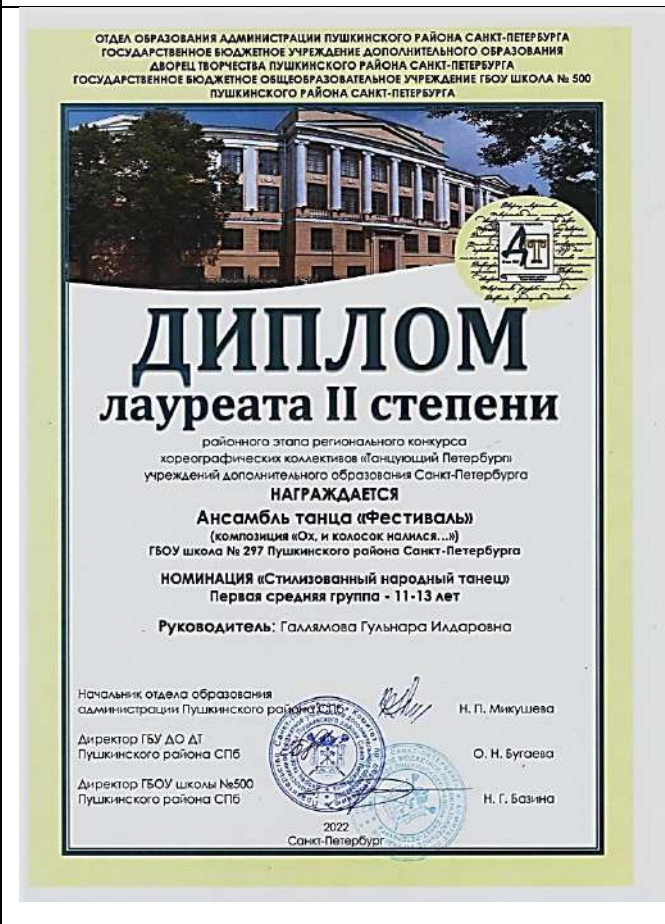 ОТДЕЛ ОБРАЗОВАНИЯ АДМИНИСТРАЦИИ ПУШКИНСКОГО РАЙОНА САНКТ-ПЕТЕРБУРГА
ГОСУДАРСТВЕННОЕ БЮДЖЕТНОЕ УЧРЕЖДЕНИЕ ДОПОЛНИТЕЛЬНОГО ОБРАЗОВАНИЯ
ДВОРЕЦ ТВОРЧЕСТВА ПУШКИНСКОГО РАЙОНА САНКТ-ПЕТЕРБУРГА
ГОСУДАРСТВЕННОЕ БЮДЖЕТНОЕ ОБЩЕОБРАЗОВАТЕЛЬНОЕ УЧРЕЖДЕНИЕ ГБОУ ШКОЛА № 500
ПУШКИНСКОГО РАЙОНА САНКТ-ПЕТЕРБУРГА
ДТ
ДИПЛОМ
лауреата II степени
районного этапа регионального конкурса
хореографических коллективов «Танцующий Петербург»
учреждений дополнительного образования Санкт-Петербурга
НАГРАЖДАЕТСЯ
Ансамбль танца «Фестиваль»
(композиция «Ох, и колосок налился...»)
ГБОУ школа № 297 Пушкинского района Санкт-Петербурга
НОМИНАЦИЯ «Стилизованный народный танец»
Первая средняя группа - 11-13 лет
Руководитель: Галлямова Гульнара Илдаровна
Начальник отдела образования
администрации Пушкинского района СПб Н. П. Микушева
Директор ГБУ ДО ДТ
Пушкинского района СПб О. Н. Бугаева
Директор ГБОУ школы №500
Пушкинского района СПб Н. Г. Базина
2022
Санкт-Петербург